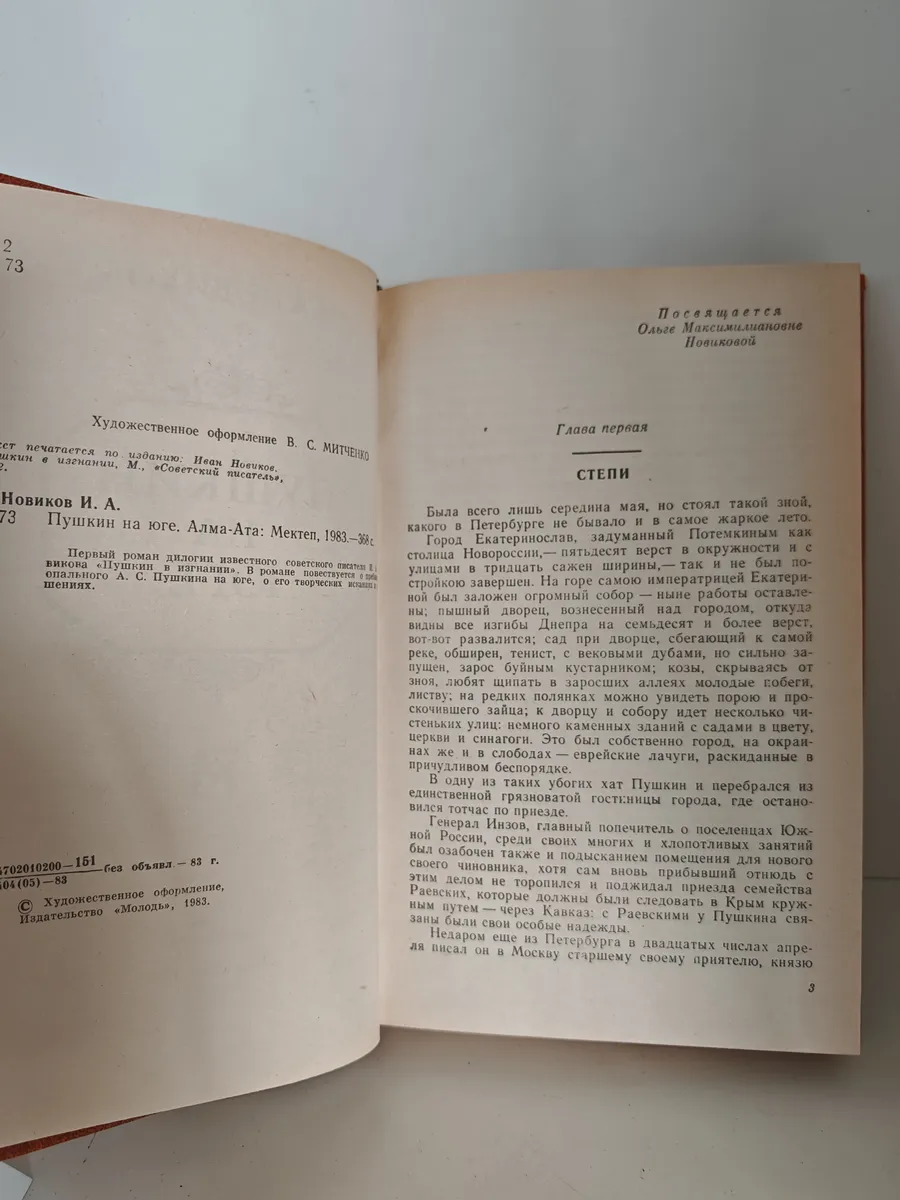 2
73
Художественное оформление В. С. МИТЧЕНКО
печатается по изданию: Иван Новиков.
в изгнании, М., «Советский писатель»,
2.
Новиков И. А.
73 Пушкин на юге. Алма-Ата: Мектеп, 1983.—368 с
Первый роман дилогии известного советского писателя
викова «Пушкин в изгнании». В романе повествуется о
опального А. С. Пушкина на юге, о его творческих
шениях.
4702010200—151
404(05)—83 без объявл.— 83 г.
© Художественное оформление,
Издательство «Молодь», 1983.
Посвящается
Ольге Максимилиановне
Новиковой
Глава первая
СТЕПИ
Была всего лишь середина мая, но стоял такой зной,
какого в Петербурге не бывало и в самое жаркое лето.
Город Екатеринослав, задуманный Потемкиным как
столица Новороссии,— пятьдесят верст в окружности и с
улицами в тридцать сажен ширины,— так и не был по-
стройкою завершен. На горе самою императрицей Екатери-
ной был заложен огромный собор — ныне работы оставле-
ны; пышный дворец, вознесенный над городом, откуда
видны все изгибы Днепра на семьдесят и более верст,
вот-вот развалится; сад при дворце, сбегающий к самой
реке, обширен, тенист, с вековыми дубами, но сильно за-
пущен, зарос буйным кустарником; козы, скрываясь от
зноя, любят щипать в заросших аллеях молодые побеги,
листву; на редких полянках можно увидеть порою и про-
скочившего зайца; к дворцу и собору идет несколько чи-
стеньких улиц: немного каменных зданий с садами в цвету,
церкви и синагоги. Это был собственно город, на окраи-
нах же и в слободах — еврейские лачуги, раскиданные в
причудливом беспорядке.
В одну из таких убогих хат Пушкин и перебрался из
единственной грязноватой гостиницы города, где остано-
вился тотчас по приезде.
Генерал Инзов, главный попечитель о поселенцах Юж-
ной России, среди своих многих и хлопотливых занятий
был озабочен также и подысканием помещения для нового
своего чиновника, хотя сам вновь прибывший отнюдь с
этим делом не торопился и поджидал приезда семейства
Раевских, которые должны были следовать в Крым круж-
ным путем — через Кавказ: с Раевскими у Пушкина свя-
заны были свои особые надежды.
Недаром еще из Петербурга в двадцатых числах апре-
ля писал он в Москву старшему своему приятелю, князю
3